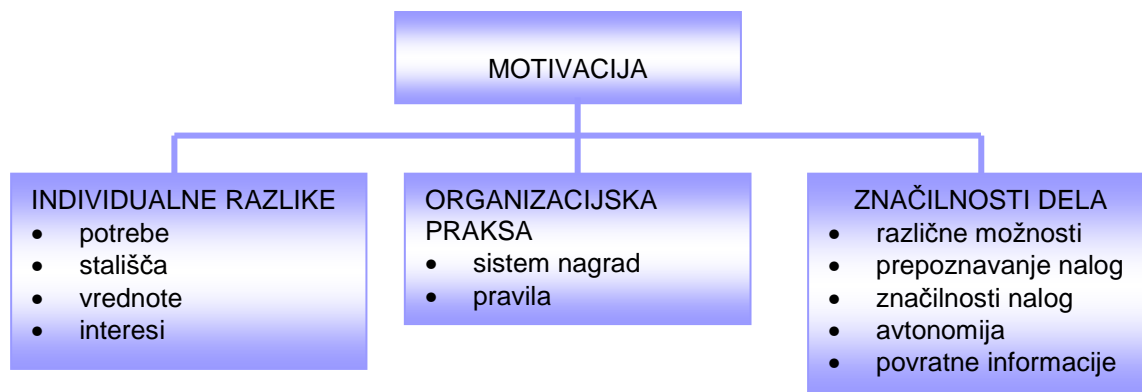 MOTIVACIJA
INDIVIDUALNE RAZLIKE
• potrebe
• stališča
• vrednote
• interesi
ORGANIZACIJSKA
PRAKSA
• sistem nagrad
• pravila
ZNAČILNOSTI DELA
• različne možnosti
• prepoznavanje nalog
• značilnosti nalog
• avtonomija
• povratne informacije